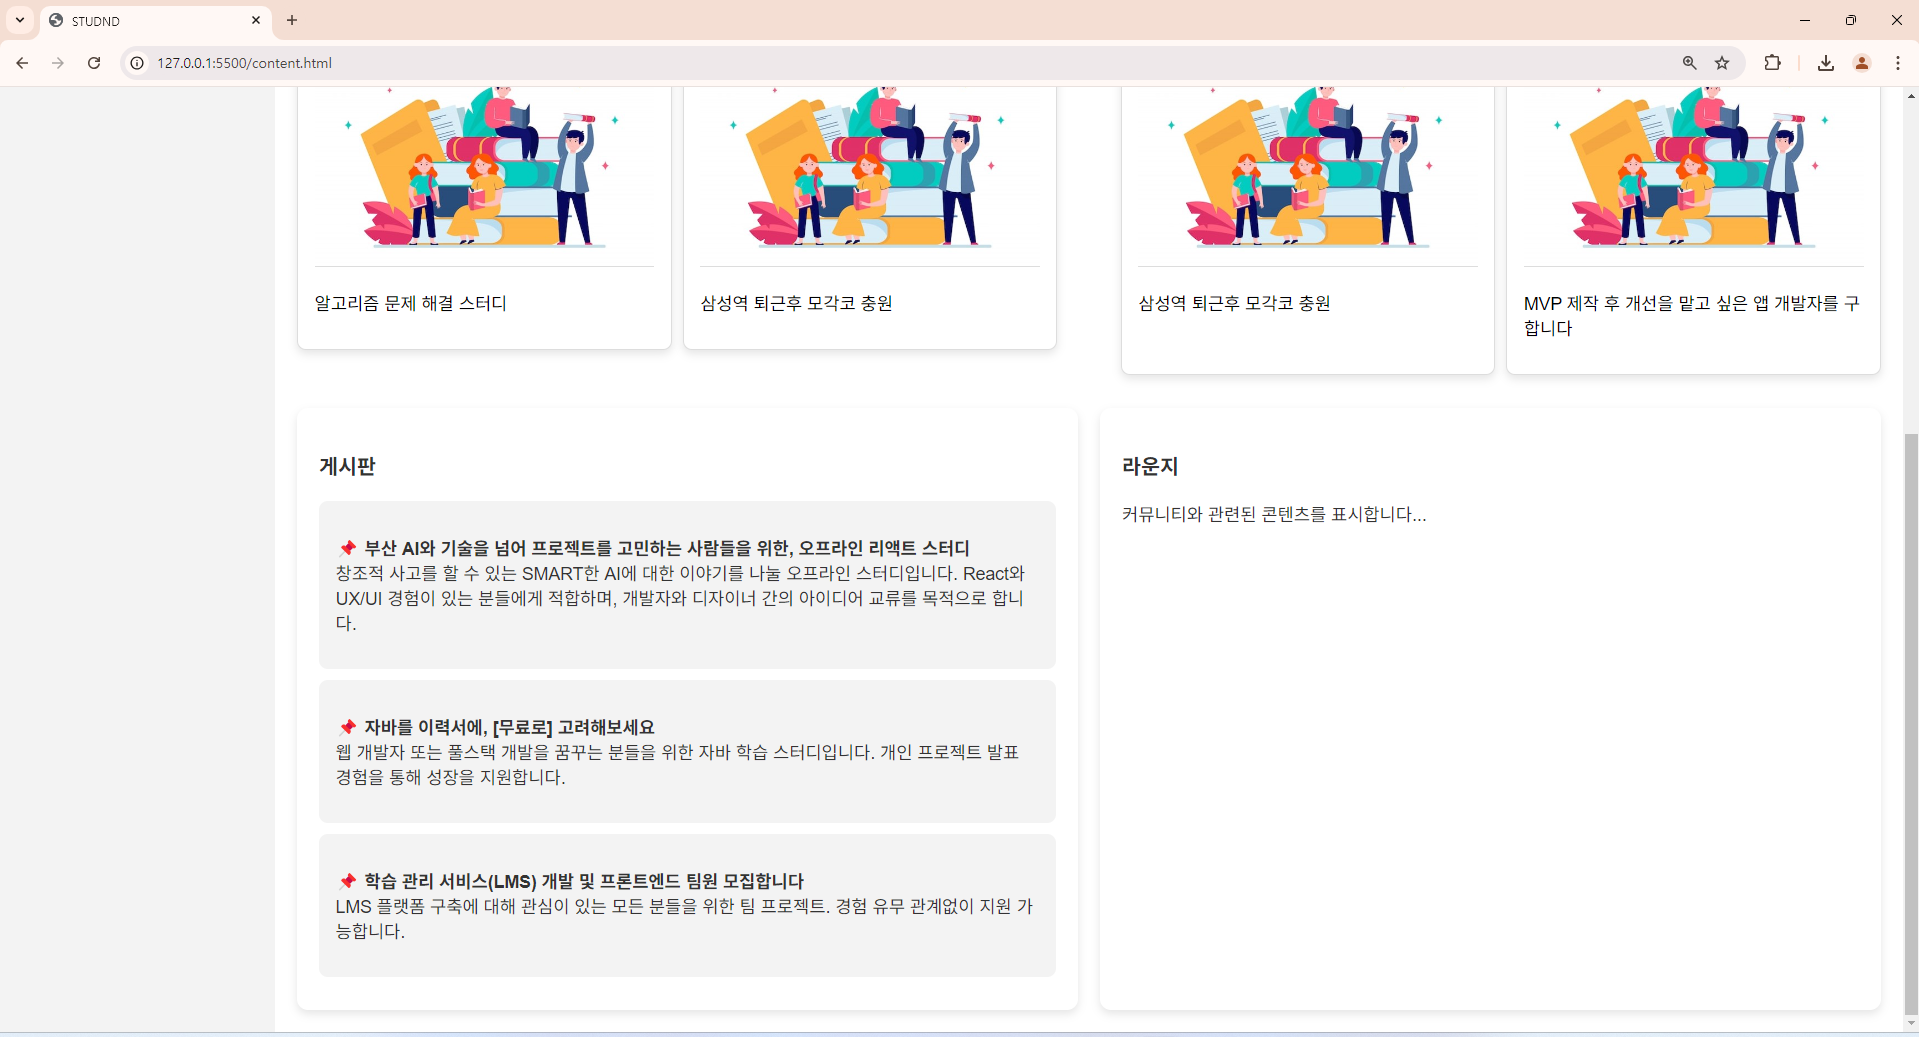 STUDND
127.0.0.1:5500/content.html
알고리즘 문제 해결 스터디
삼성역 퇴근후 모각코 충원
삼성역 퇴근후 모각코 충원
MVP 제작 후 개선을 맡고 싶은 앱 개발자를 구
합니다
게시판
📌 부산 AI와 기술을 넘어 프로젝트를 고민하는 사람들을 위한, 오프라인 리액트 스터디
창조적 사고를 할 수 있는 SMART한 AI에 대한 이야기를 나눌 오프라인 스터디입니다. React와
UX/UI 경험이 있는 분들에게 적합하며, 개발자와 디자이너 간의 아이디어 교류를 목적으로 합니
다.
📌 자바를 이력서에, [무료로] 고려해보세요
웹 개발자 또는 풀스택 개발을 꿈꾸는 분들을 위한 자바 학습 스터디입니다. 개인 프로젝트 발표
경험을 통해 성장을 지원합니다.
📌 학습 관리 서비스(LMS) 개발 및 프론트엔드 팀원 모집합니다
LMS 플랫폼 구축에 대해 관심이 있는 모든 분들을 위한 팀 프로젝트. 경험 유무 관계없이 지원 가
능합니다.
라운지
커뮤니티와 관련된 콘텐츠를 표시합니다...